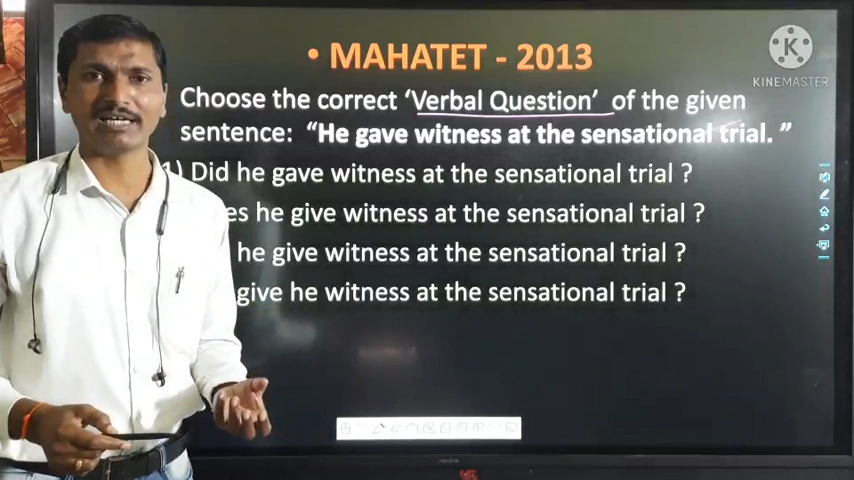 • MAHATET - 2013
KINEMASTER
Choose the correct ‘Verbal Question’ of the given
sentence: “He gave witness at the sensational trial. ”
1) Did he gave witness at the sensational trial ?
he give witness at the sensational trial ?
he give witness at the sensational trial ?
give he witness at the sensational trial ?